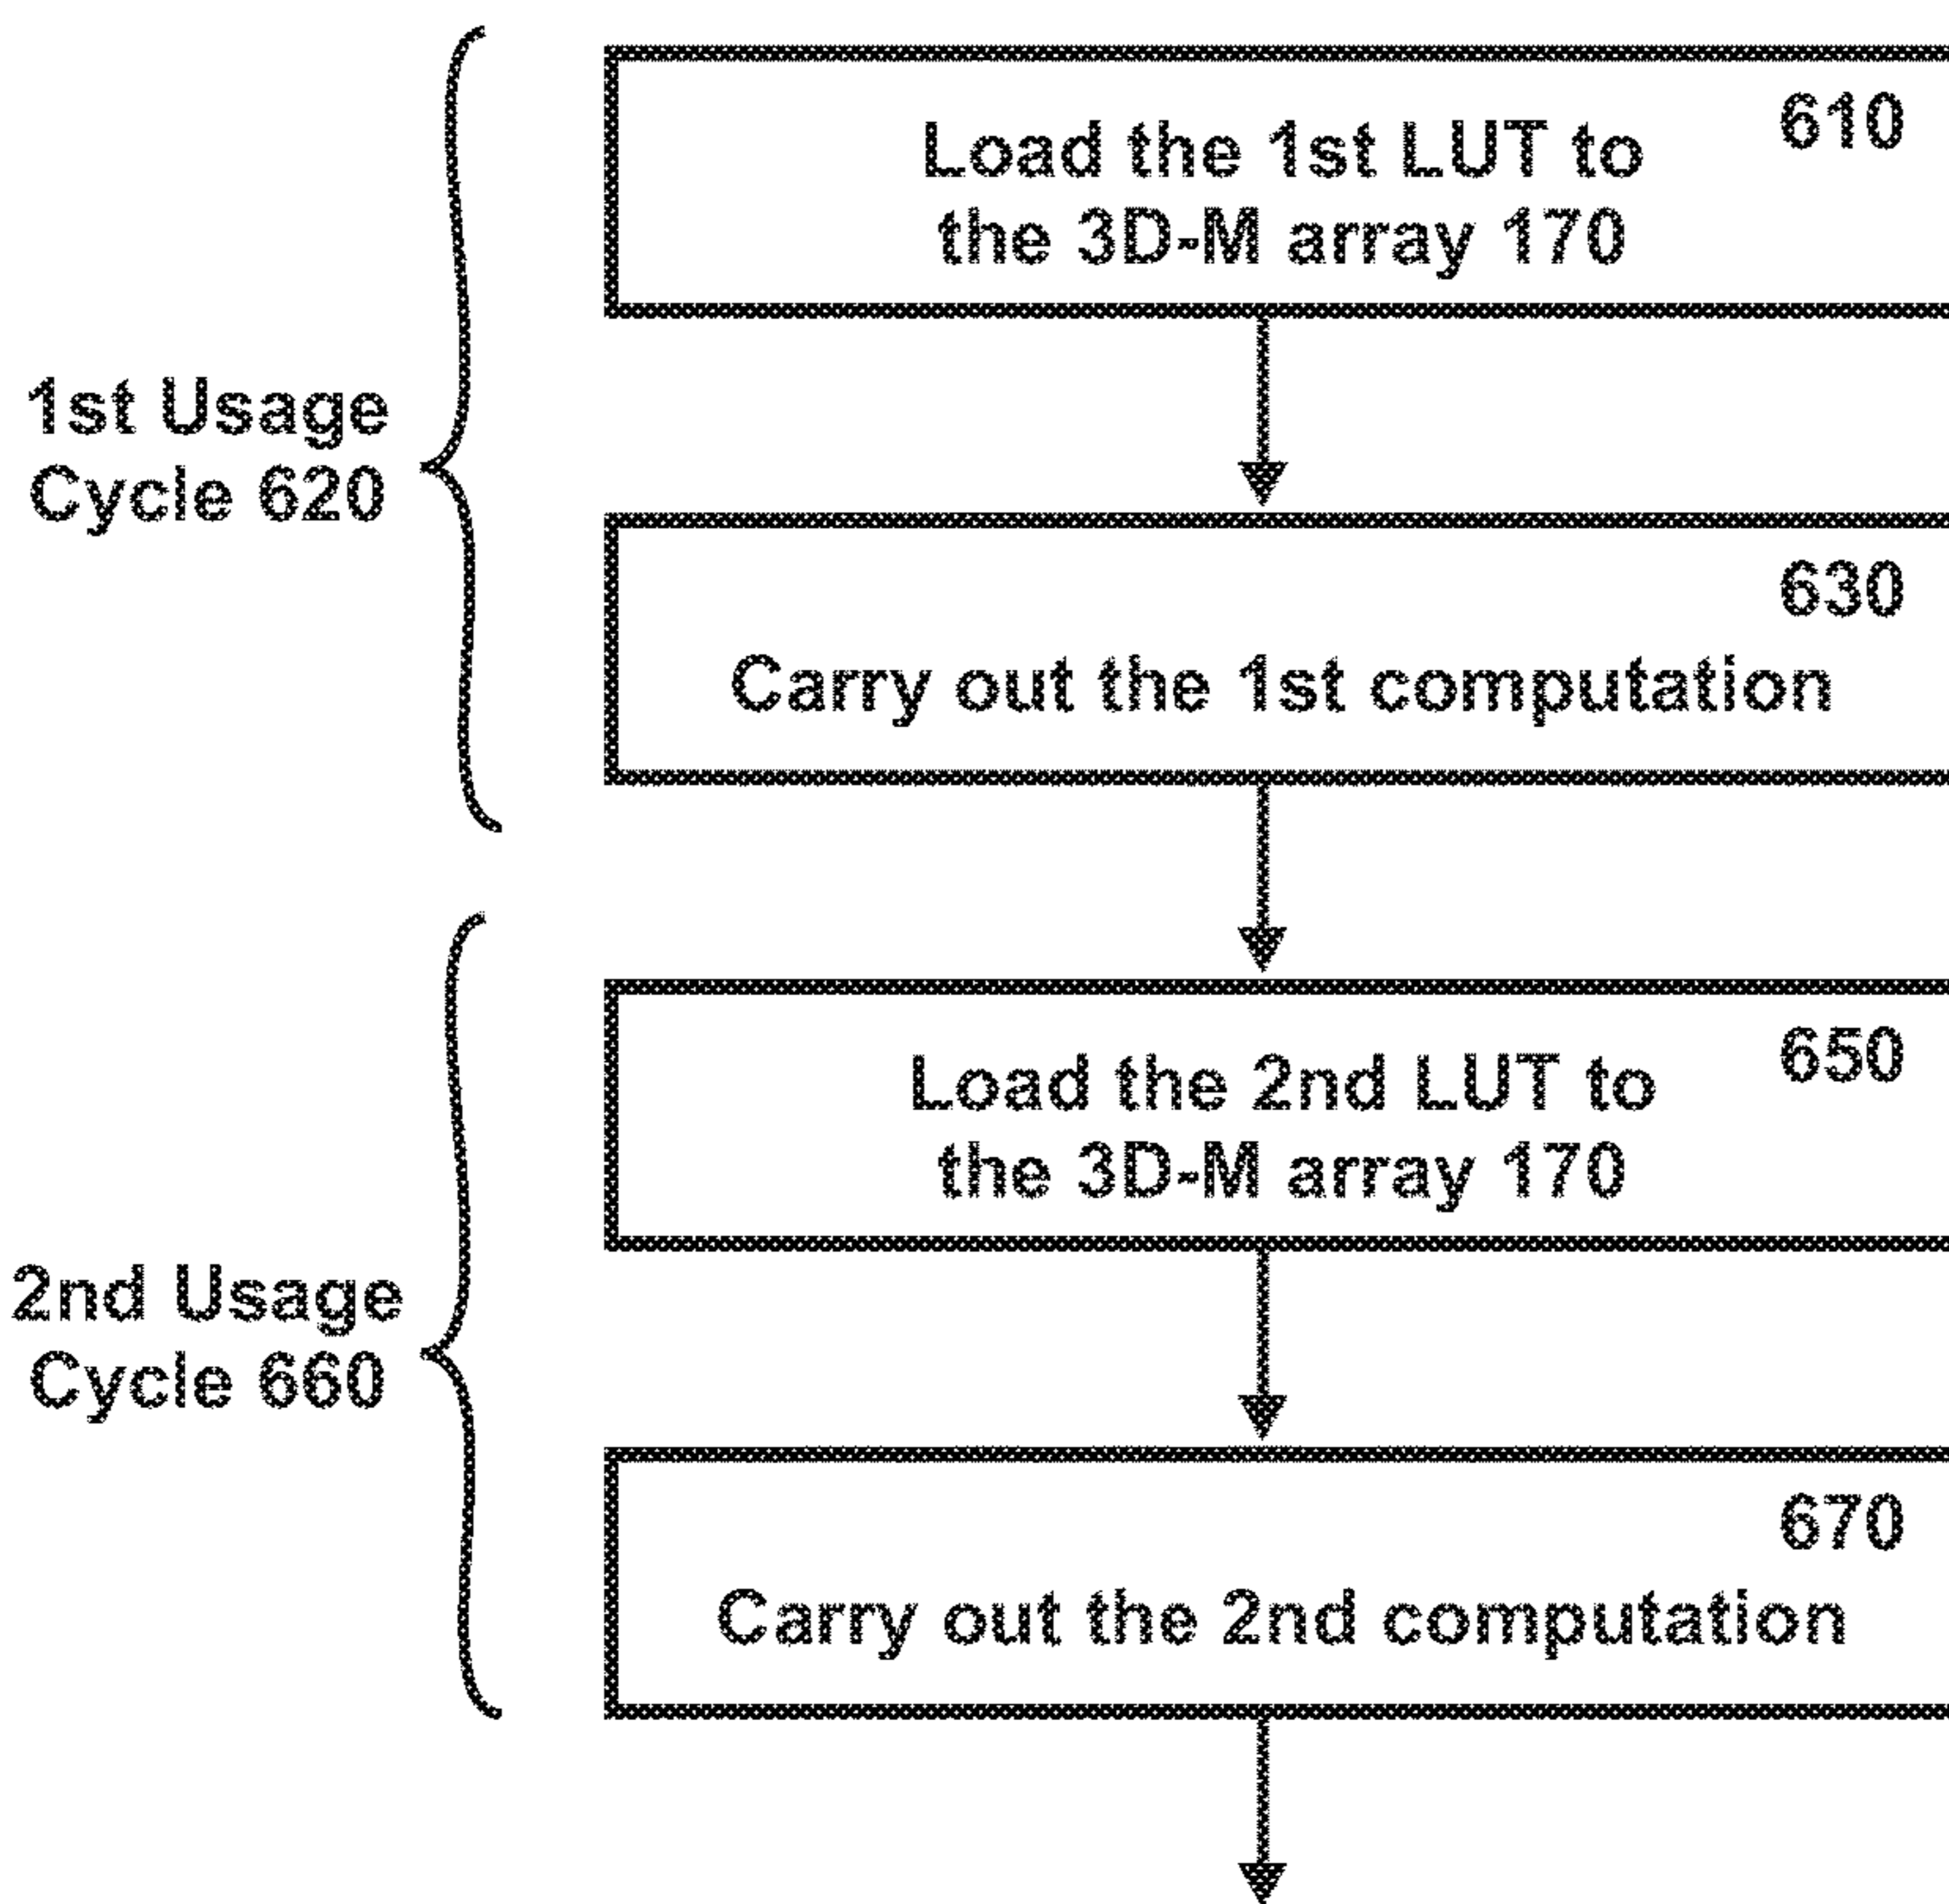 610
Load the 1st LUT to
the 3D-M array 170
1st Usage
Cycle 620
630
Carry out the 1st computation
650
Load the 2nd LUT to
the 3D-M array 170
2nd Usage
Cycle 660
670
Carry out the 2nd computation